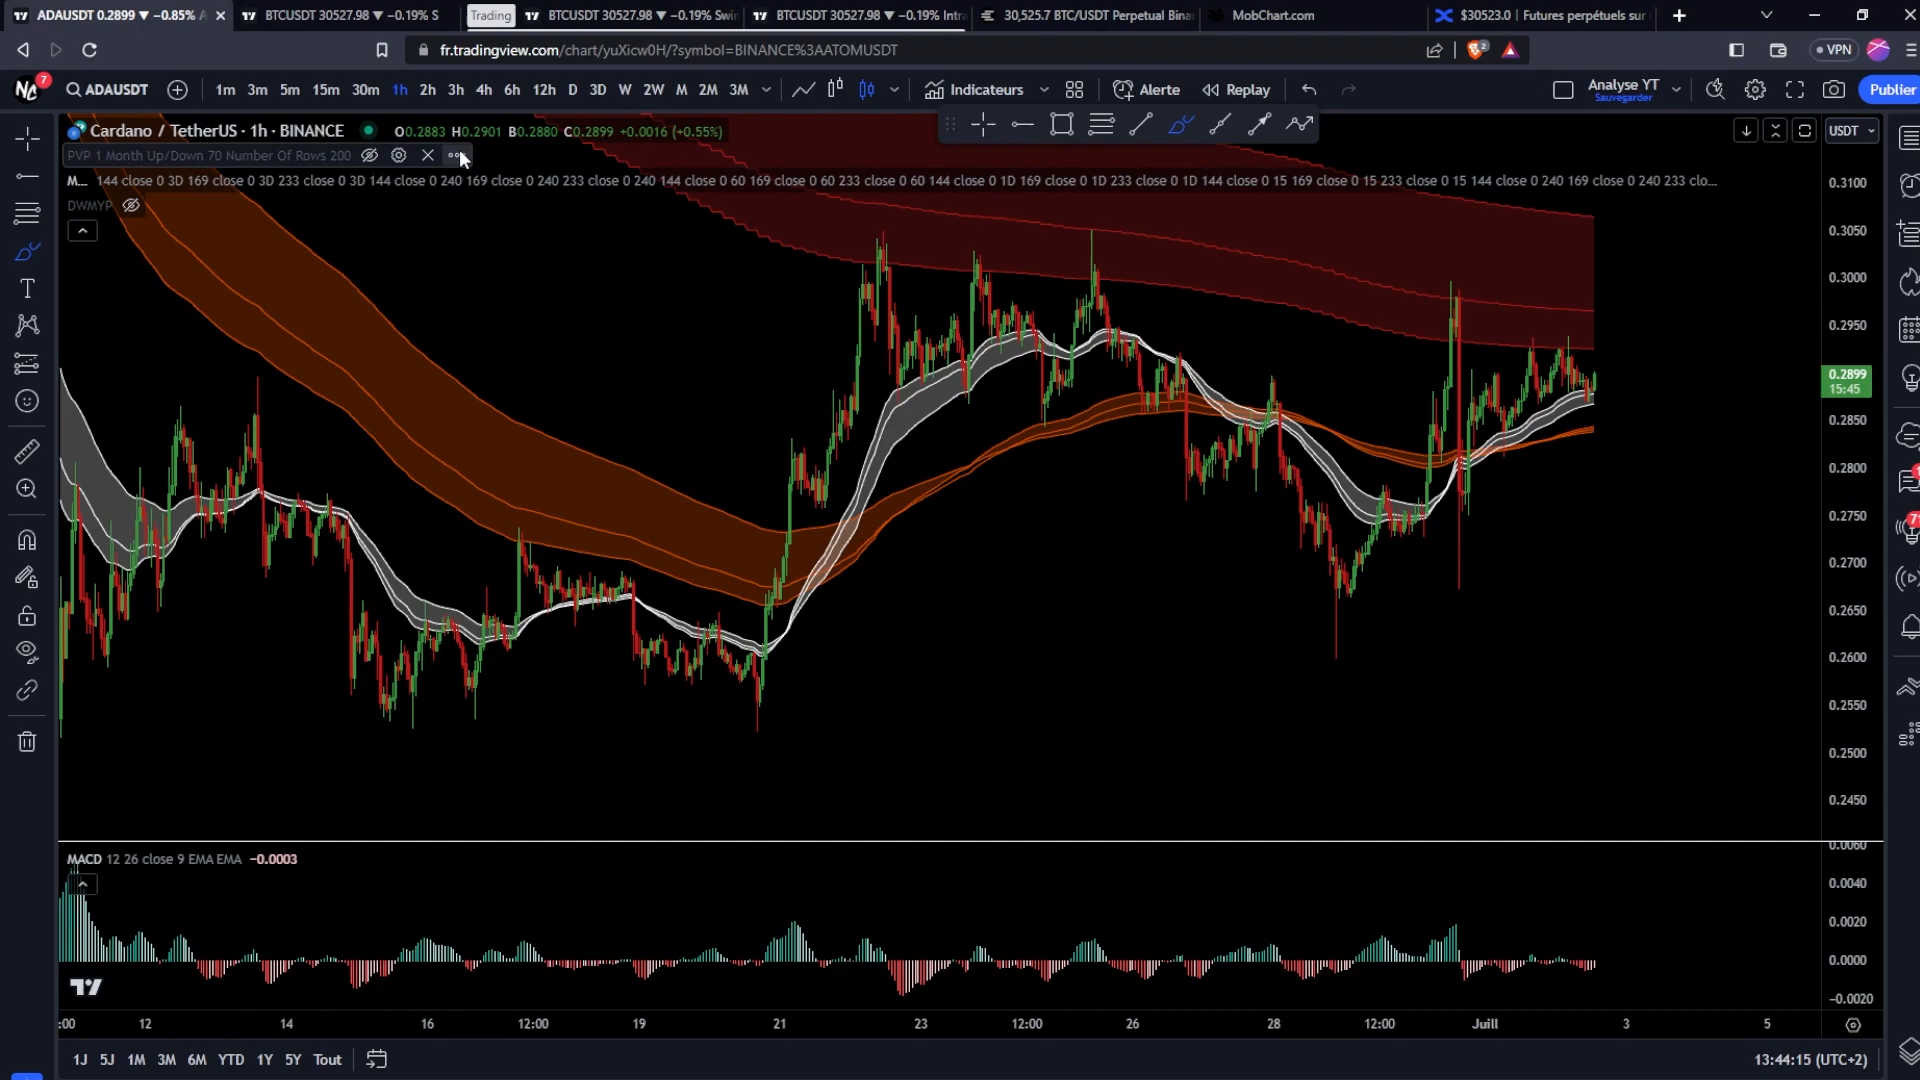 ADAUSDT 0.2899 ▼ −0.85% A
BTCUSDT 30527.98 ▼ −0.19% S
Trading
BTCUSDT 30527.98 ▼ −0.19% Swin
BTCUSDT 30527.98 ▼ −0.19% Intra
30,525.7 BTC/USDT Perpetual Binan
MobChart.com
$30523.0 | Futures perpétuels sur
fr.tradingview.com/chart/yuXicw0H/?symbol=BINANCE%3AATOMUSDT
2
VPN
7
ADAUSDT
1m 3m 5m 15m 30m 1h 2h 3h 4h 6h 12h D 3D W 2W M 2M 3M
Indicateurs
Alerte
Replay
Analyse YT
Sauvegarder
Publier
Cardano / TetherUS · 1h · BINANCE
O0.2883 H0.2901 B0.2880 C0.2899 +0.0016 (+0.55%)
USDT
PVP 1 Month Up/Down 70 Number Of Rows 200
M... 144 close 0 3D 169 close 0 3D 233 close 0 3D 144 close 0 240 169 close 0 240 233 close 0 240 144 close 0 60 169 close 0 60 233 close 0 60 144 close 0 1D 169 close 0 1D 233 close 0 1D 144 close 0 15 169 close 0 15 233 close 0 15 144 close 0 240 169 close 0 240 233 clo...
DWMYP
0.3100
0.3050
0.3000
0.2950
0.2899
15:45
0.2850
0.2800
0.2750
0.2700
0.2650
0.2600
0.2550
0.2500
0.2450
MACD 12 26 close 9 EMA EMA −0.0003
0.0060
0.0040
0.0020
0.0000
−0.0020
:00 12 14 16 12:00 19 21 23 12:00 26 28 12:00 Juill 3 5
1J 5J 1M 3M 6M YTD 1Y 5Y Tout
13:44:15 (UTC+2)